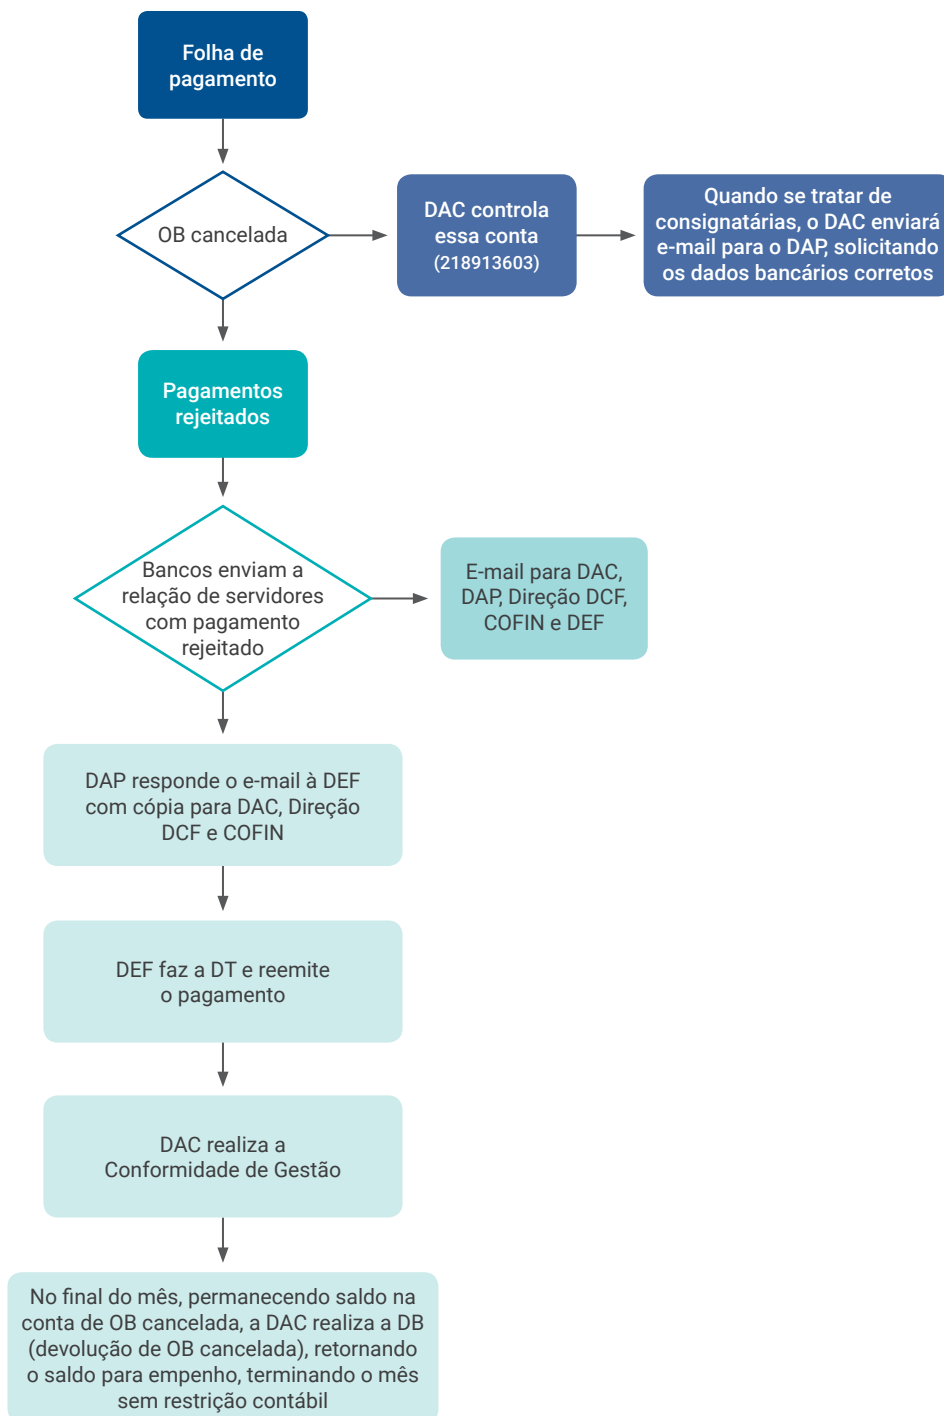 Folha de
pagamento
OB cancelada
DAC controla
essa conta
(218913603)
Quando se tratar de
consignatárias, o DAC enviará
e-mail para o DAP, solicitando
os dados bancários corretos
Pagamentos
rejeitados
Bancos enviam a
relação de servidores
com pagamento
rejeitado
E-mail para DAC,
DAP, Direção DCF,
COFIN e DEF
DAP responde o e-mail à DEF
com cópia para DAC, Direção
DCF e COFIN
DEF faz a DT e reemite
o pagamento
DAC realiza a
Conformidade de Gestão
No final do mês, permanecendo saldo na
conta de OB cancelada, a DAC realiza a DB
(devolução de OB cancelada), retornando
o saldo para empenho, terminando o mês
sem restrição contábil